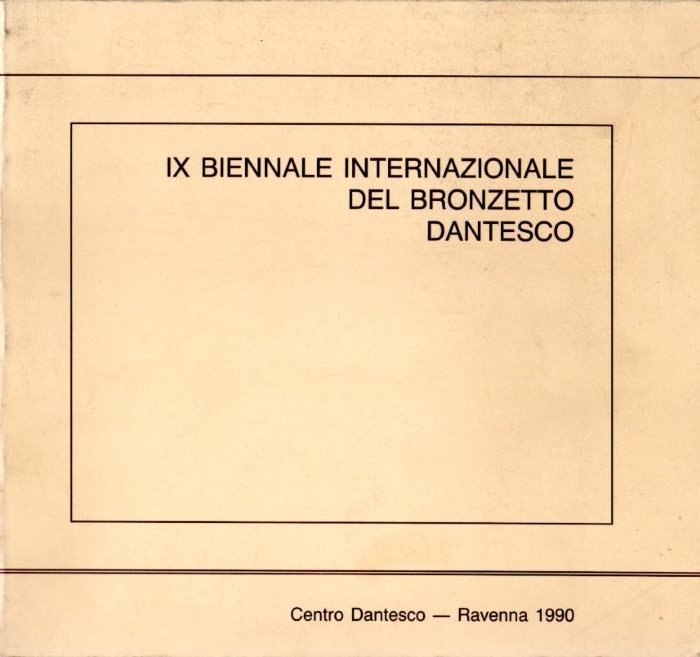 IX BIENNALE INTERNAZIONALE
DEL BRONZETTO
DANTESCO
Centro Dantesco — Ravenna 1990